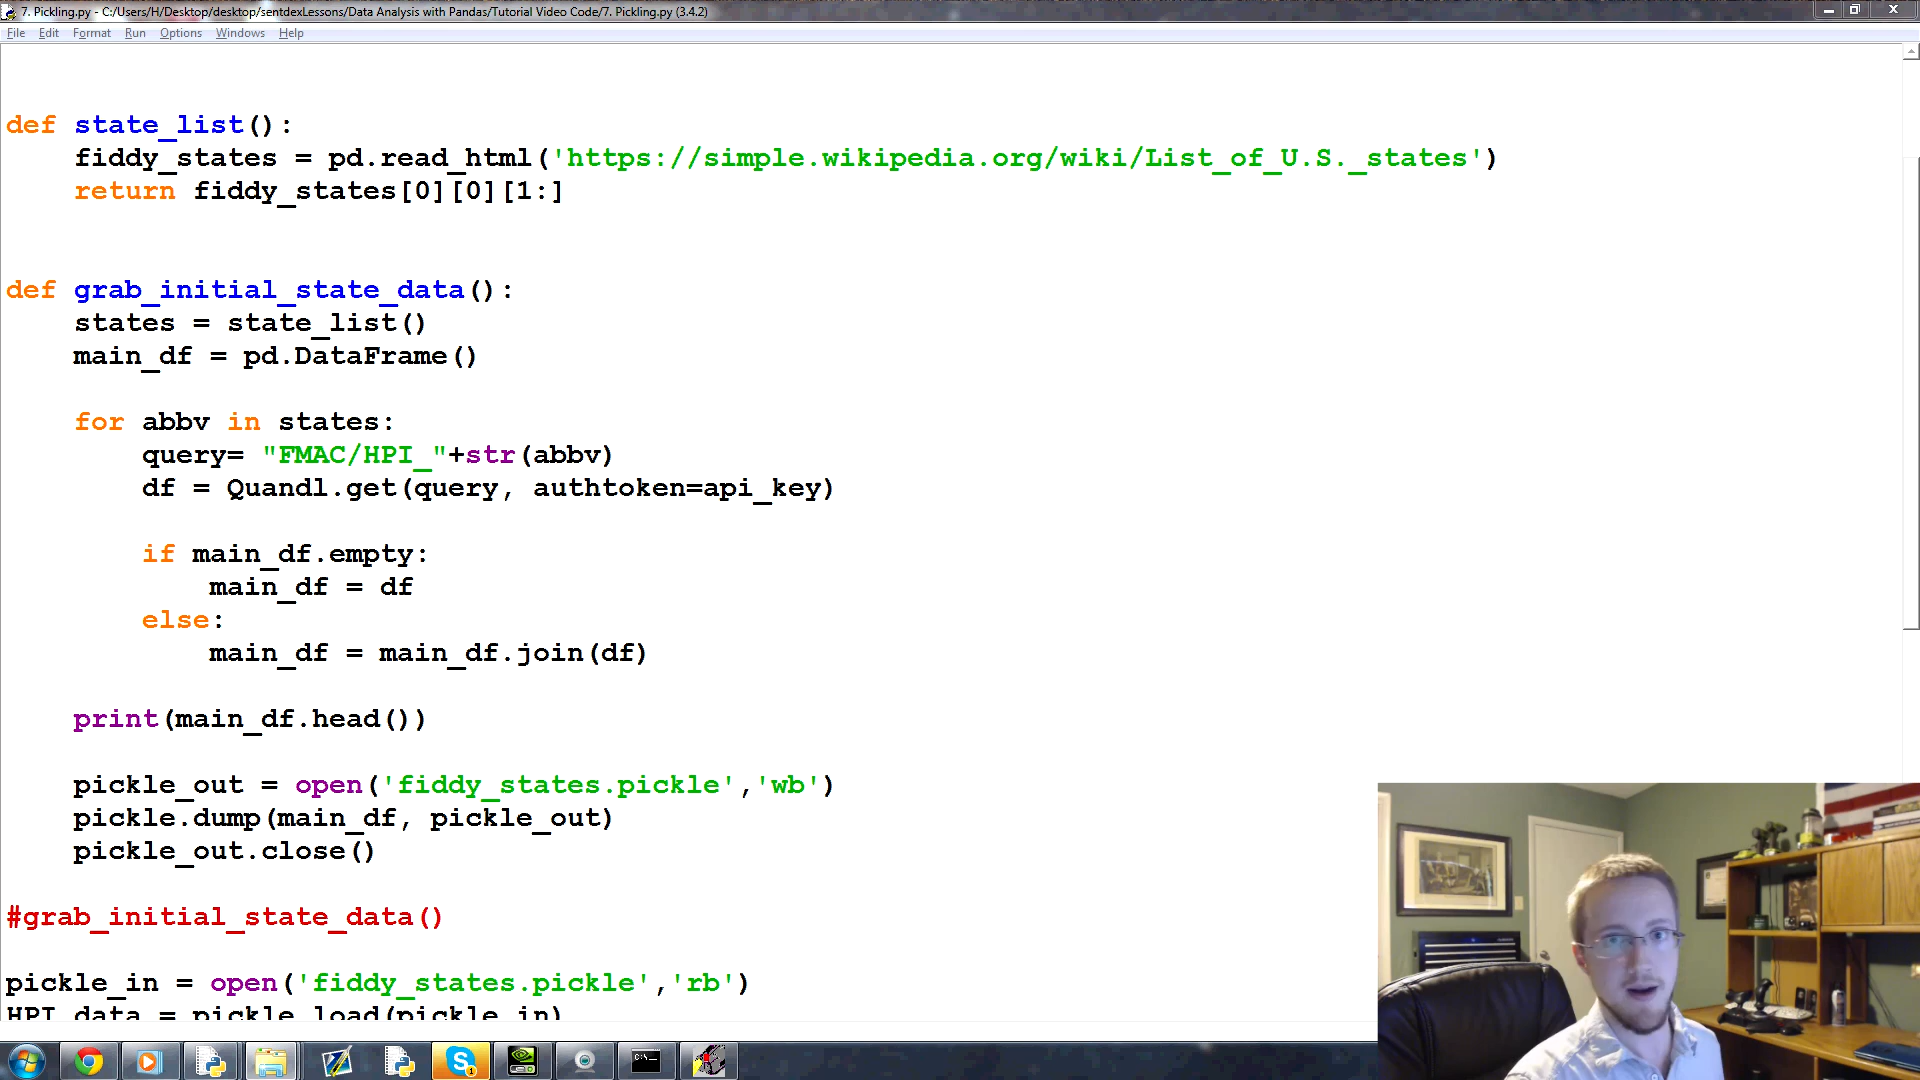 7. Pickling.py - C:/Users/H/Desktop/desktop/sentdexLessons/Data Analysis with Pandas/Tutorial Video Code/7. Pickling.py (3.4.2)
File Edit Format Run Options Windows Help
def state_list():
    fiddy_states = pd.read_html('https://simple.wikipedia.org/wiki/List_of_U.S._states')
    return fiddy_states[0][0][1:]
def grab_initial_state_data():
    states = state_list()
    main_df = pd.DataFrame()
    for abbv in states:
        query= "FMAC/HPI_"+str(abbv)
        df = Quandl.get(query, authtoken=api_key)
        if main_df.empty:
            main_df = df
        else:
            main_df = main_df.join(df)
    print(main_df.head())
    pickle_out = open('fiddy_states.pickle','wb')
    pickle.dump(main_df, pickle_out)
    pickle_out.close()
#grab_initial_state_data()
pickle_in = open('fiddy_states.pickle','rb')
HPI_data = pickle.load(pickle_in)